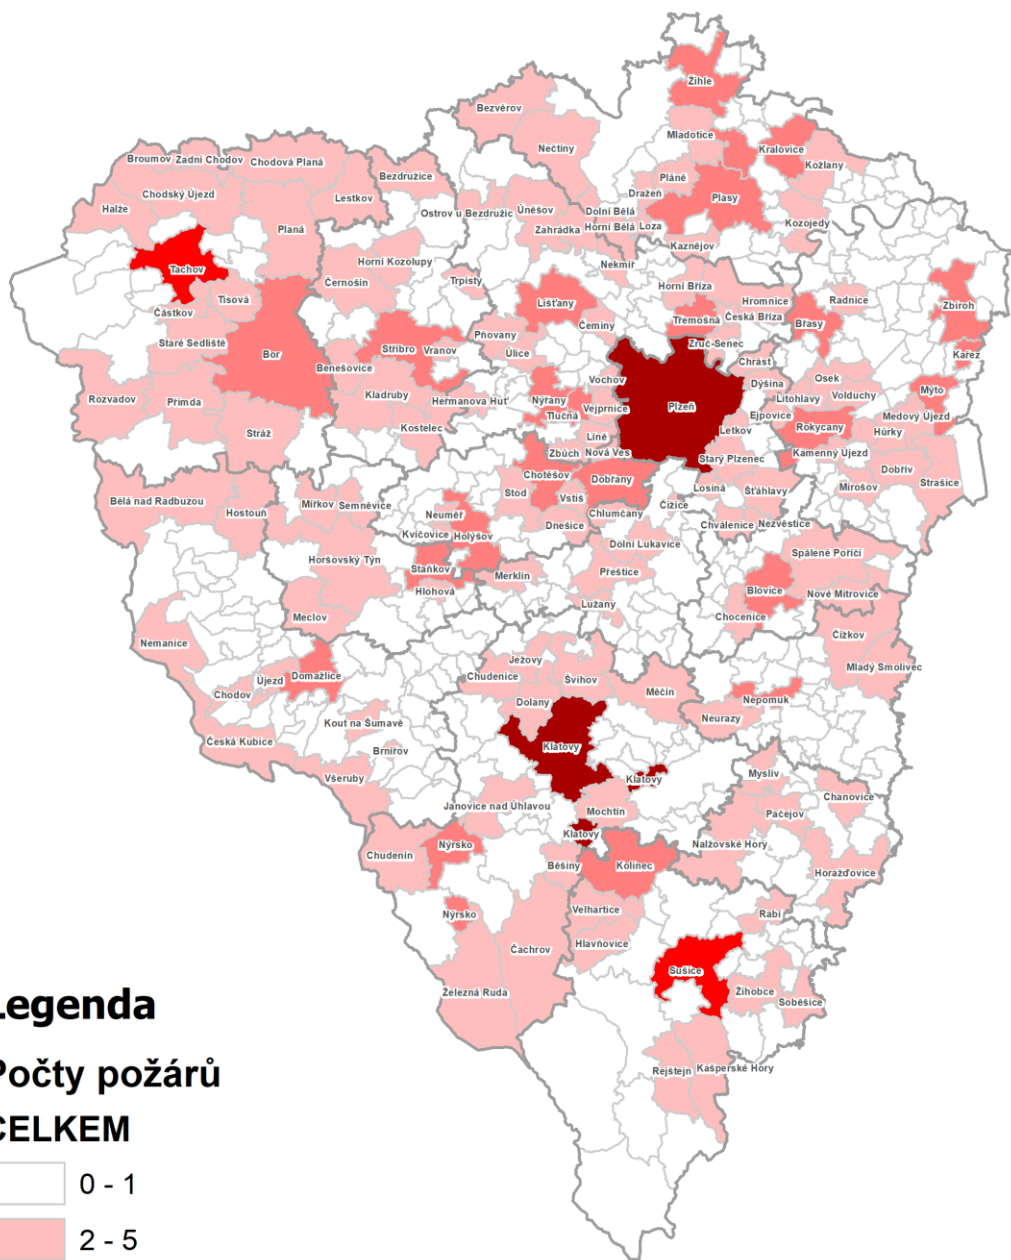 Žihle
Bezvěrov
Mladotice
Kralovice
Nečtiny
Kožlany
Broumov
Zadní Chodov
Chodová Planá
Bezdružice
Pláně
Chodský Újezd
Dražeň
Plasy
Lestkov
Halže
Ostrov u Bezdružic
Úněšov
Dolní Bělá
Kozojedy
Planá
Zahrádka
Horní Bělá
Loza
Kaznějov
Horní Kozolupy
Nekmíř
Tachov
Trpísty
Černošín
Horní Bříza
Tisová
Hromnice
Radnice
Zbiroh
Částkov
Líšťany
Čeminy
Tremošná
Česká Bříza
Břasy
Staré Sedliště
Pňovany
Zruč-Senec
Bor
Stříbro
Vranov
Úlice
Kařez
Benešovice
Chrást
Vochov
Dýšina
Osek
Rozvadov
Přimda
Kladruby
Heřmanova Huť
Nýřany
Vejprnice
Plzeň
Litohlavy
Volduchy
Mýto
Tlučná
Ejpovice
Medový Újezd
Stráž
Kostelec
Líně
Letkov
Rokycany
Hůrky
Zbůch
Nová Ves
Starý Plzenec
Kamenný Újezd
Chotěšov
Dobřany
Dobřív
Bělá nad Radbuzou
Stod
Losiná
Šťáhlavy
Mirošov
Strašice
Mířkov
Semněvice
Vstiš
Hostouň
Neuměř
Chlumčany
Čižice
Dnešice
Chválenice
Nezvěstice
Kvíčovice
Holýšov
Dolní Lukavice
Spálené Poříčí
Horšovský Týn
Staňkov
Merklín
Přeštice
Hlohová
Blovice
Nové Mitrovice
Lužany
Meclov
Chocenice
Čížkov
Nemanice
Ježovy
Mladý Smolivec
Domažlice
Chudenice
Švihov
Újezd
Měčín
Chodov
Dolany
Nepomuk
Neurazy
Kout na Šumavě
Česká Kubice
Klatovy
Brnířov
Všeruby
Klatovy
Myslív
Chanovice
Janovice nad Úhlavou
Mochtín
Pačejov
Klatovy
Nýrsko
Nalžovské Hory
Chudenín
Běšiny
Kolinec
Horažďovice
Velhartice
Rabí
Nýrsko
Hlavňovice
Čachrov
Sušice
Železná Ruda
Žihobce
Soběšice
Rejštejn
Kašperské Hory
Legenda
Počty požárů
CELKEM
0 - 1
2 - 5